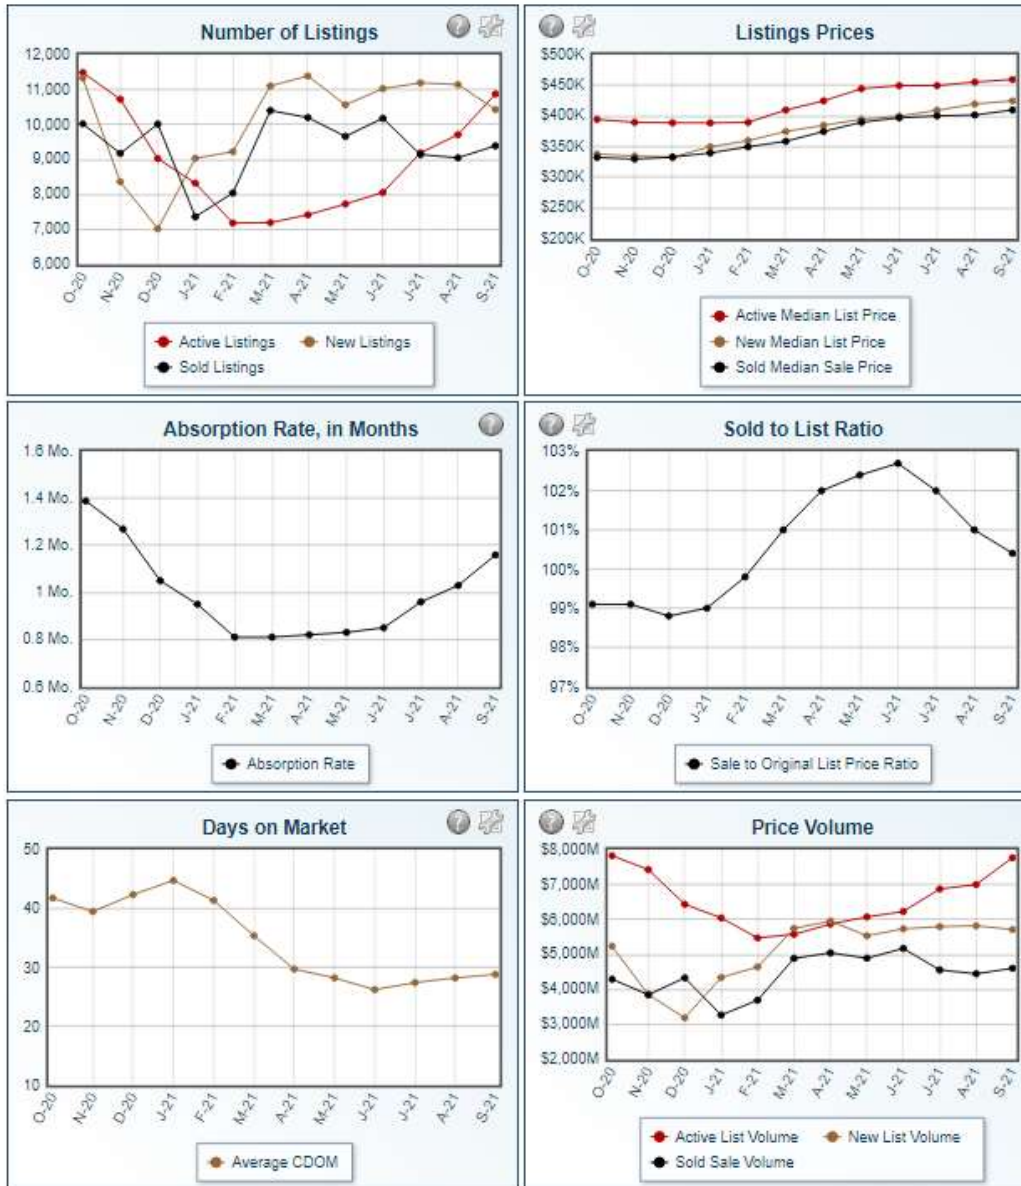 Number of Listings
12,000
11,000
10,000
9,000
8,000
7,000
6,000
O-20
N-20
D-20
J-21
F-21
M-21
A-21
M-21
J-21
J-21
A-21
S-21
Active Listings
New Listings
Sold Listings
Listings Prices
$500K
$450K
$400K
$350K
$300K
$250K
$200K
O-20
N-20
D-20
J-21
F-21
M-21
A-21
M-21
J-21
J-21
A-21
S-21
Active Median List Price
New Median List Price
Sold Median Sale Price
Absorption Rate, in Months
1.6 Mo.
1.4 Mo.
1.2 Mo.
1 Mo.
0.8 Mo.
0.6 Mo.
O-20
N-20
D-20
J-21
F-21
M-21
A-21
M-21
J-21
J-21
A-21
S-21
Absorption Rate
Sold to List Ratio
103%
102%
101%
100%
99%
98%
97%
O-20
N-20
D-20
J-21
F-21
M-21
A-21
M-21
J-21
J-21
A-21
S-21
Sale to Original List Price Ratio
Days on Market
50
40
30
20
10
O-20
N-20
D-20
J-21
F-21
M-21
A-21
M-21
J-21
J-21
A-21
S-21
Average CDOM
Price Volume
$8,000M
$7,000M
$6,000M
$5,000M
$4,000M
$3,000M
$2,000M
O-20
N-20
D-20
J-21
F-21
M-21
A-21
M-21
J-21
J-21
A-21
S-21
Active List Volume
New List Volume
Sold Sale Volume